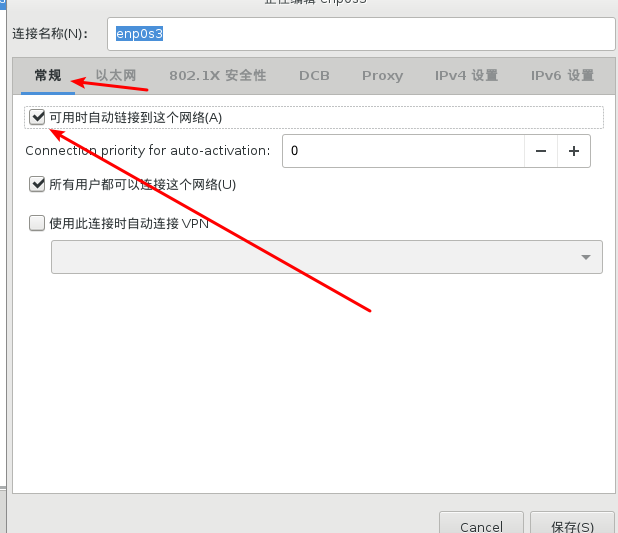 正在编辑 enp0s3
连接名称(N)： enp0s3
常规 以太网 802.1X 安全性 DCB Proxy IPv4 设置 IPv6 设置
可用时自动链接到这个网络(A)
Connection priority for auto-activation: 0 − +
所有用户都可以连接这个网络(U)
使用此连接时自动连接 VPN
Cancel 保存(S)